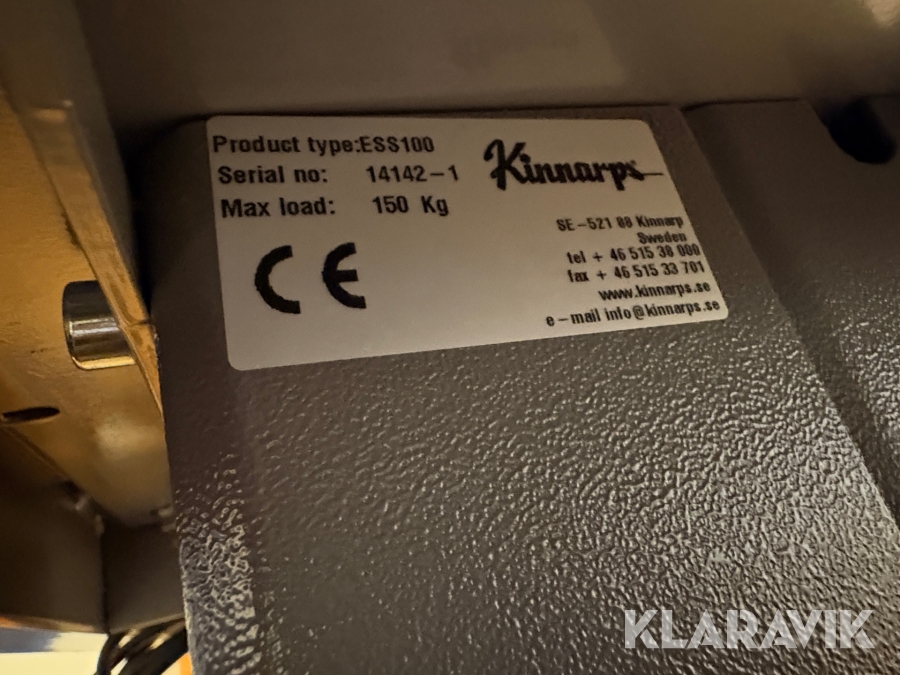 Product type:ESS100
Serial no: 14142-1
Max load: 150 Kg
CE
Kinnarps
SE-521 88 Kinnarp
Sweden
tel + 46 515 38 000
fax + 46 515 33 701
www.kinnarps.se
e-mail info@kinnarps.se
KLARAVIK